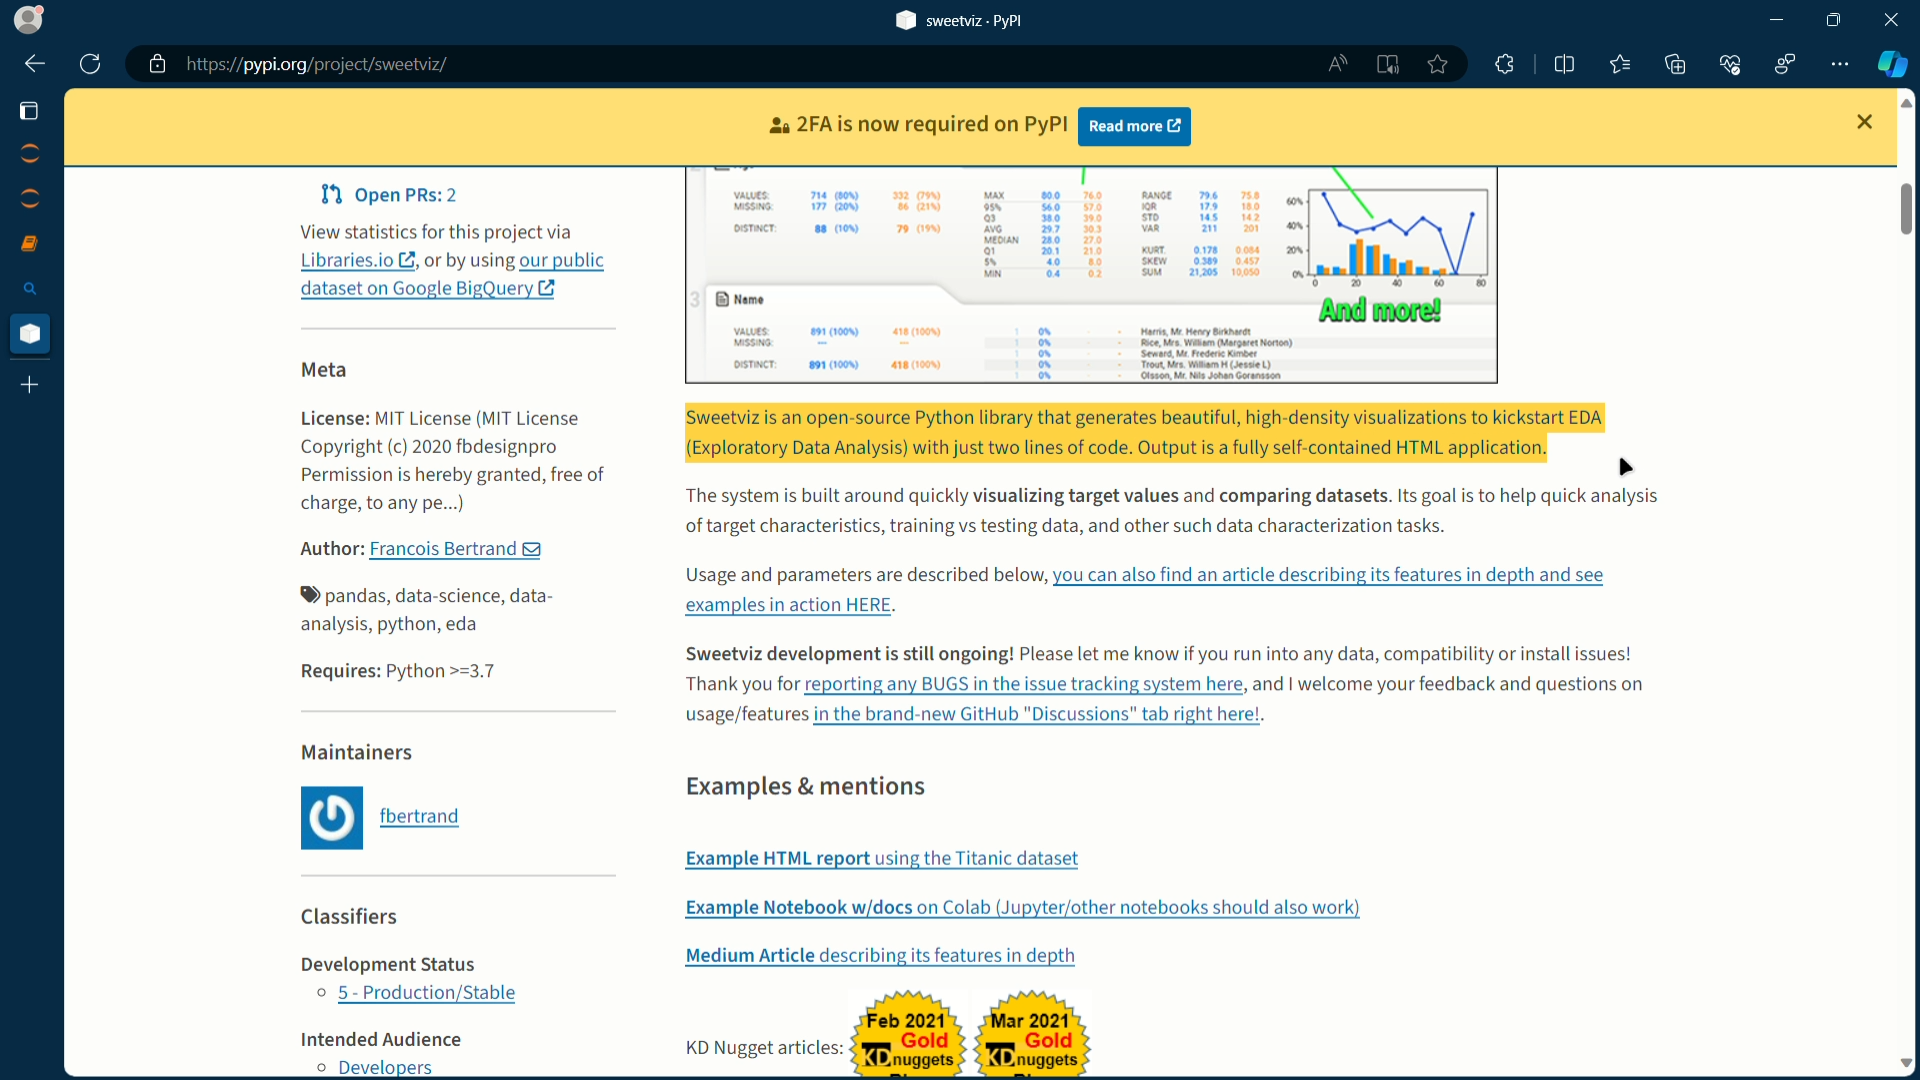 sweetviz · PyPI
https://pypi.org/project/sweetviz/
2FA is now required on PyPI Read more
Open PRs: 2
View statistics for this project via
Libraries.io, or by using our public
dataset on Google BigQuery
Meta
License: MIT License (MIT License
Copyright (c) 2020 fbdesignpro
Permission is hereby granted, free of
charge, to any pe...)
Author: Francois Bertrand
pandas, data-science, data-
analysis, python, eda
Requires: Python >=3.7
Maintainers
fbertrand
Classifiers
Development Status
5 - Production/Stable
Intended Audience
Developers
VALUES: 714 (80%) 332 (79%) MAX 80.0 76.0 RANGE 79.6 75.8 60%
MISSING: 177 (20%) 86 (21%) 95% 56.0 57.0 IQR 17.9 18.0
Q3 38.0 39.0 STD 14.5 14.2
DISTINCT: 88 (10%) 79 (19%) AVG 29.7 30.3 VAR 211 201 40%
MEDIAN 28.0 27.0
Q1 20.1 21.0 KURT. 0.178 0.084 20%
5% 4.0 8.0 SKEW 0.389 0.457
MIN 0.4 0.2 SUM 21,205 10,050 0%
0 20 40 60 80
3 Name
And more!
VALUES: 891 (100%) 418 (100%) 1 0% - - Harris, Mr. Henry Birkhardt
MISSING: --- --- 1 0% - - Rice, Mrs. William (Margaret Norton)
1 0% - - Seward, Mr. Frederic Kimber
DISTINCT: 891 (100%) 418 (100%) 1 0% - - Trout, Mrs. William H (Jessie L)
1 0% - - Olsson, Mr. Nils Johan Goransson
Sweetviz is an open-source Python library that generates beautiful, high-density visualizations to kickstart EDA
(Exploratory Data Analysis) with just two lines of code. Output is a fully self-contained HTML application.
The system is built around quickly visualizing target values and comparing datasets. Its goal is to help quick analysis
of target characteristics, training vs testing data, and other such data characterization tasks.
Usage and parameters are described below, you can also find an article describing its features in depth and see
examples in action HERE.
Sweetviz development is still ongoing! Please let me know if you run into any data, compatibility or install issues!
Thank you for reporting any BUGS in the issue tracking system here, and I welcome your feedback and questions on
usage/features in the brand-new GitHub "Discussions" tab right here!.
Examples & mentions
Example HTML report using the Titanic dataset
Example Notebook w/docs on Colab (Jupyter/other notebooks should also work)
Medium Article describing its features in depth
KD Nugget articles:
Feb 2021
Gold
KDnuggets
Mar 2021
Gold
KDnuggets